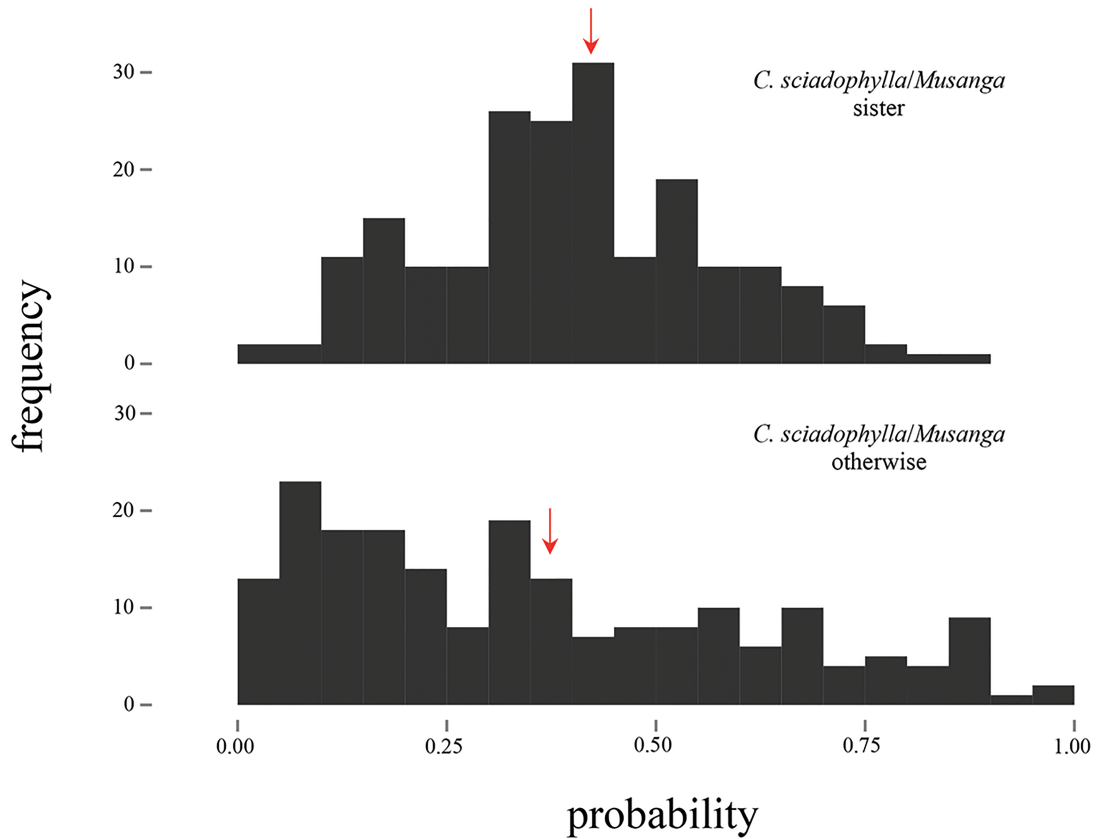 30
C. sciadophylla/Musanga
sister
20
10
0
frequency
30
C. sciadophylla/Musanga
otherwise
20
10
0
0.00 0.25 0.50 0.75 1.00
probability